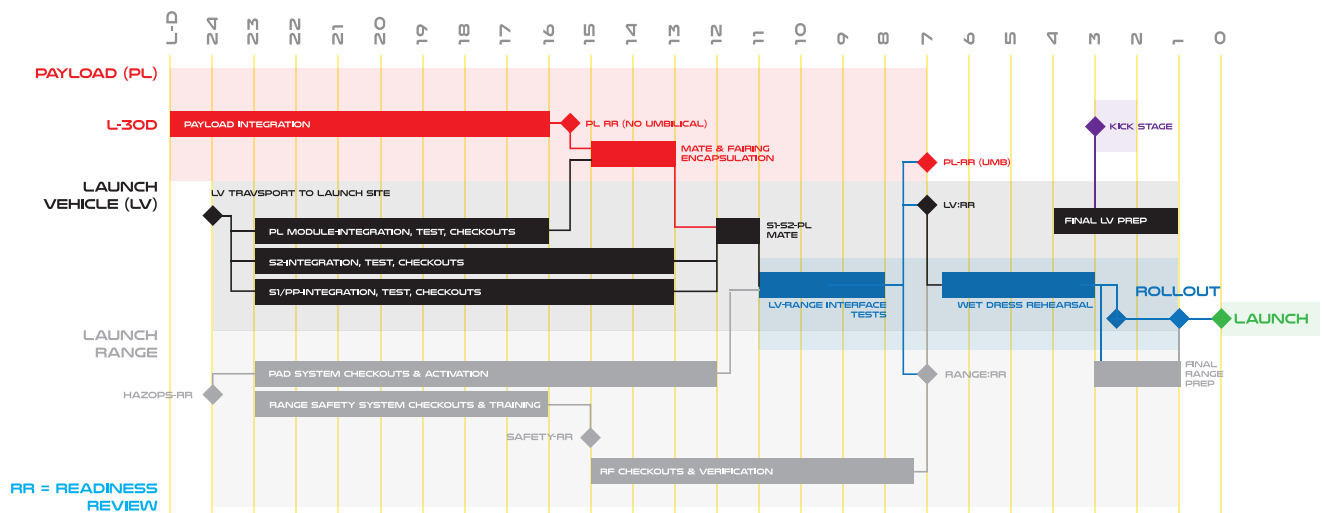 L-D 24 23 22 21 20 19 18 17 16 15 14 13 12 11 10 9 8 7 6 5 4 3 2 1 0
PAYLOAD (PL)
L-30D
PAYLOAD INTEGRATION
PL RR (NO UMBILICAL)
KICK STAGE
MATE & FAIRING
ENCAPSULATION
PL-RR (UMB)
LAUNCH
VEHICLE (LV)
LV TRAVSPORT TO LAUNCH SITE
LV:RR
FINAL LV PREP
PL MODULE-INTEGRATION, TEST, CHECKOUTS
S1-S2-PL
MATE
S2-INTEGRATION, TEST, CHECKOUTS
S1/PP-INTEGRATION, TEST, CHECKOUTS
LV-RANGE INTERFACE
TESTS
WET DRESS REHEARSAL
ROLLOUT
LAUNCH
LAUNCH
RANGE
PAD SYSTEM CHECKOUTS & ACTIVATION
RANGE:RR
FINAL
RANGE
PREP
HAZOPS-RR
RANGE SAFETY SYSTEM CHECKOUTS & TRAINING
SAFETY-RR
RF CHECKOUTS & VERIFICATION
RR = READINESS
REVIEW